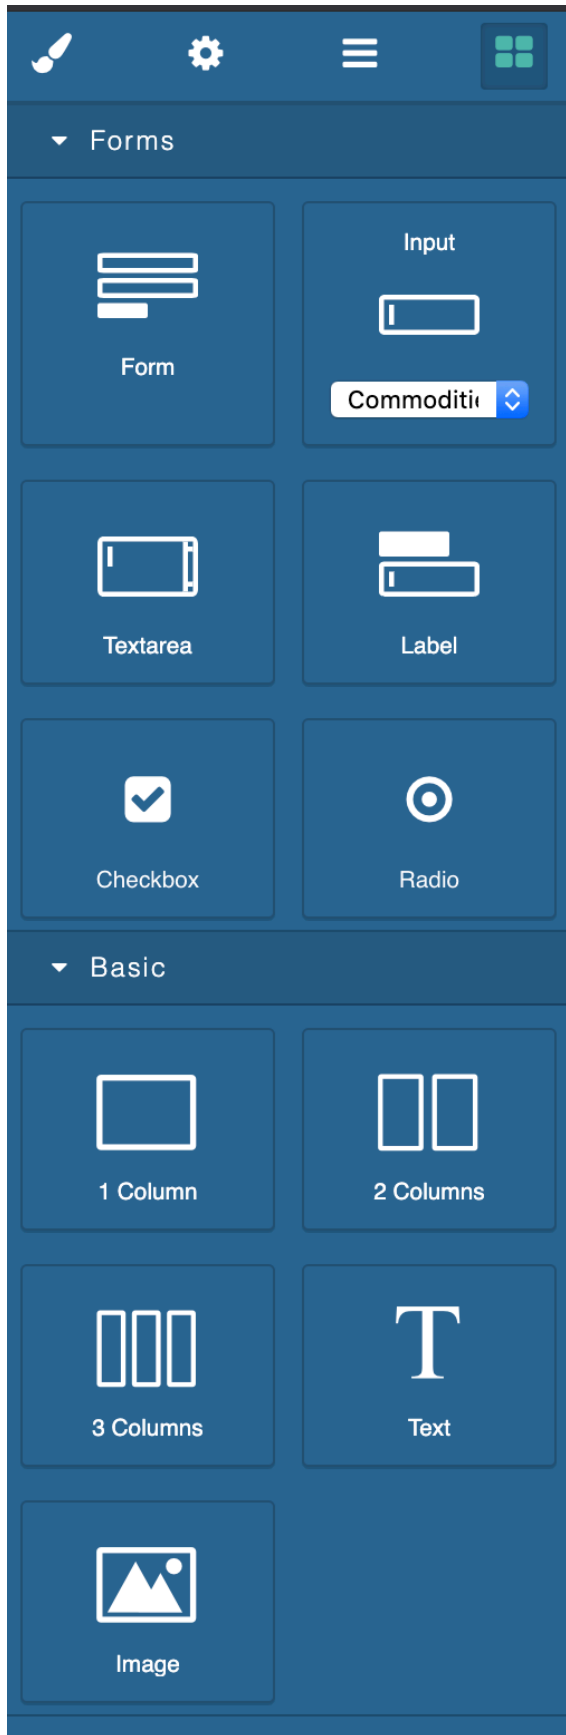 Forms
Input
Form
Textarea
Label
Checkbox
Radio
Basic
1 Column
2 Columns
3 Columns
T
Text
Image